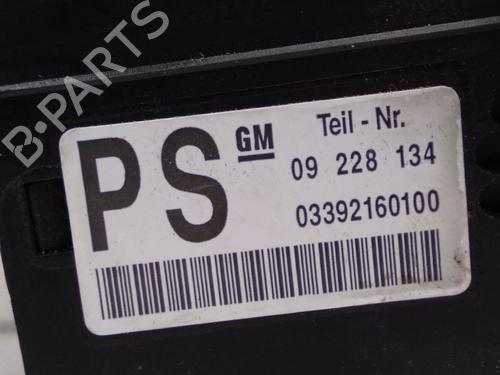 B-PARTS
PS GM Teil - Nr.
09 228 134
03392160100